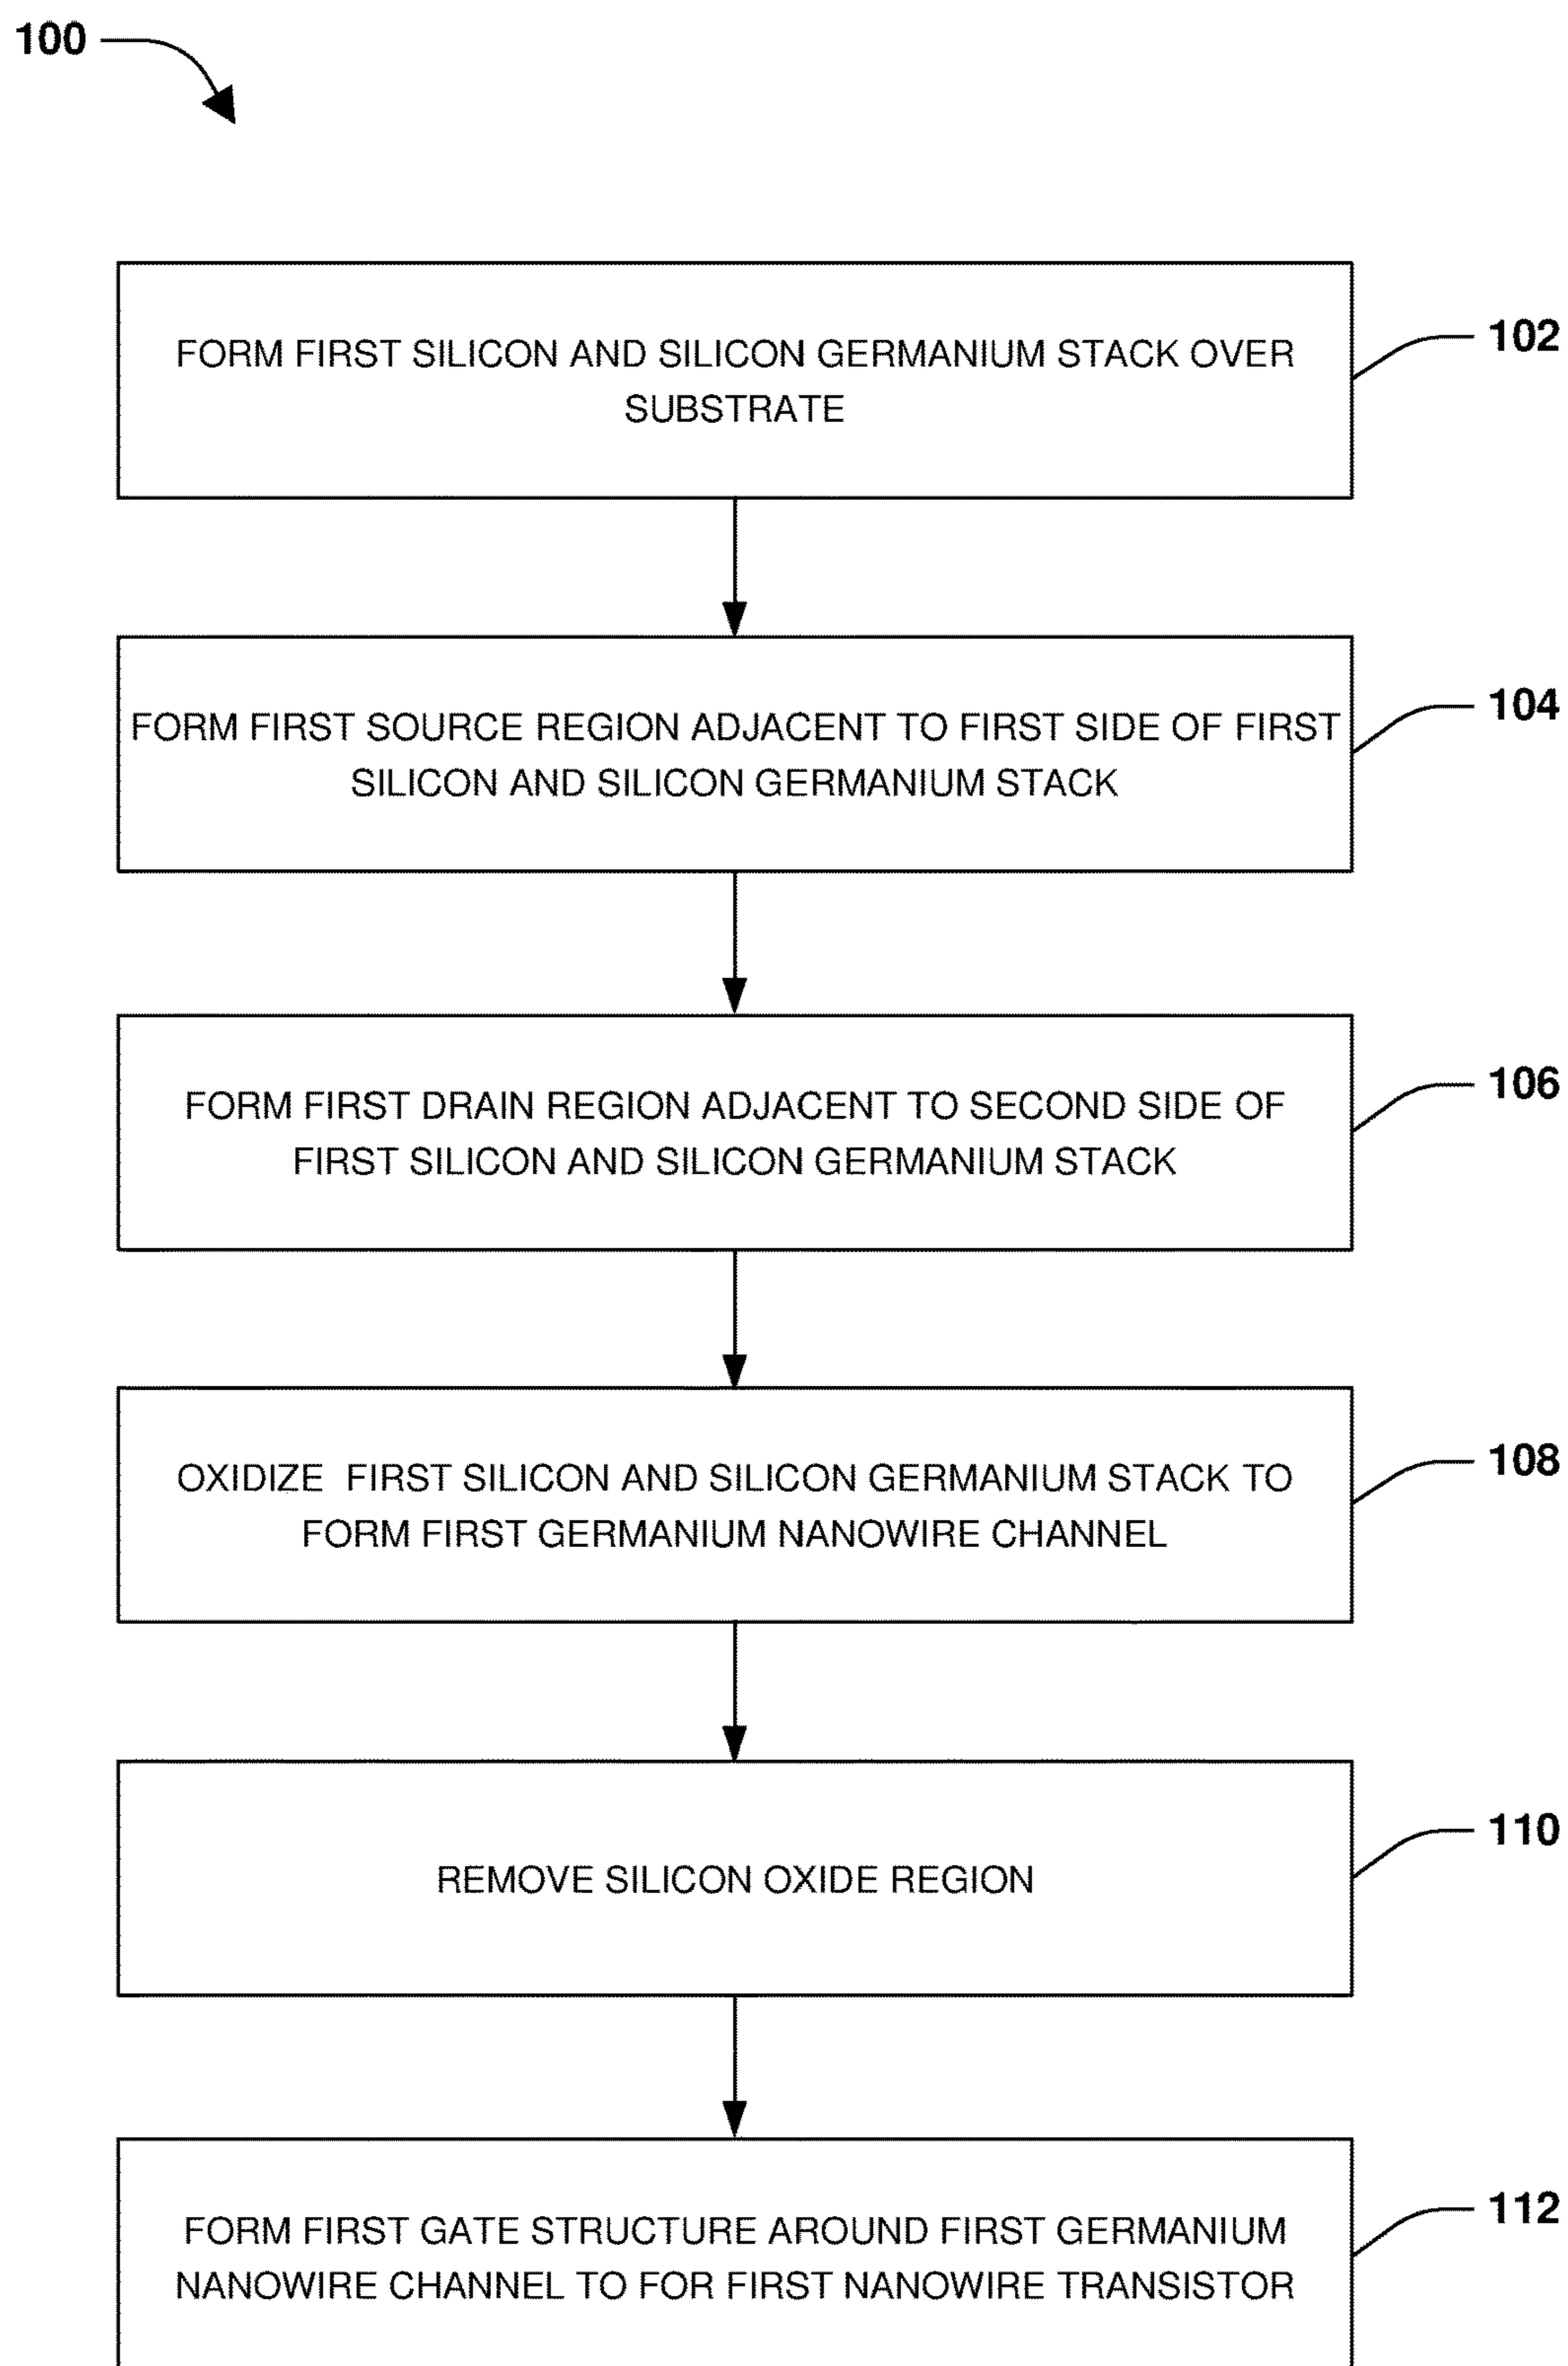 100
FORM FIRST SILICON AND SILICON GERMANIUM STACK OVER
SUBSTRATE
102
FORM FIRST SOURCE REGION ADJACENT TO FIRST SIDE OF FIRST
SILICON AND SILICON GERMANIUM STACK
104
FORM FIRST DRAIN REGION ADJACENT TO SECOND SIDE OF
FIRST SILICON AND SILICON GERMANIUM STACK
106
OXIDIZE FIRST SILICON AND SILICON GERMANIUM STACK TO
FORM FIRST GERMANIUM NANOWIRE CHANNEL
108
REMOVE SILICON OXIDE REGION
110
FORM FIRST GATE STRUCTURE AROUND FIRST GERMANIUM
NANOWIRE CHANNEL TO FOR FIRST NANOWIRE TRANSISTOR
112